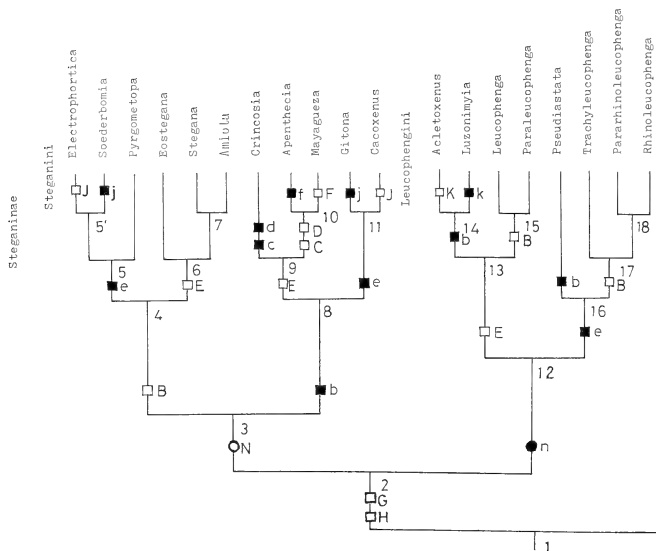 Steganinae
Steganini
Electrophortica
Soederbomia
Pyrgometopa
Eostegana
Stegana
Amiota
Crincosia
Apenthecia
Mayagueza
Gitona
Cacoxenus
Leucophengini
Acletoxenus
Luzonimyia
Leucophenga
Paraleucophenga
Pseudiastata
Trachyleucophenga
Pararhinoleucophenga
Rhinoleucophenga
J j f F j J K k
5' 7 d D 10 11 14 b 15 B 18
c C
5 e 6 E 9 E e 13 b 17 B
4 8 16
E e
12
B b
3
N n
2
G
H
1